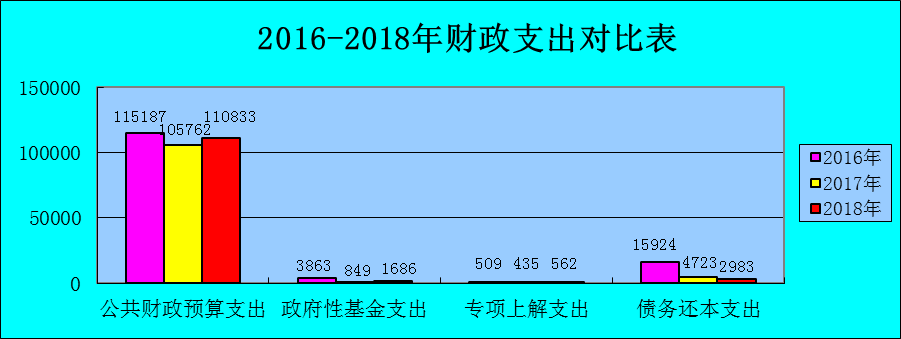 2016-2018年财政支出对比表
150000
100000
50000
0
115187
105762
110833
3863
849
1686
509
435
562
15924
4723
2983
公共财政预算支出
政府性基金支出
专项上解支出
债务还本支出
2016年
2017年
2018年